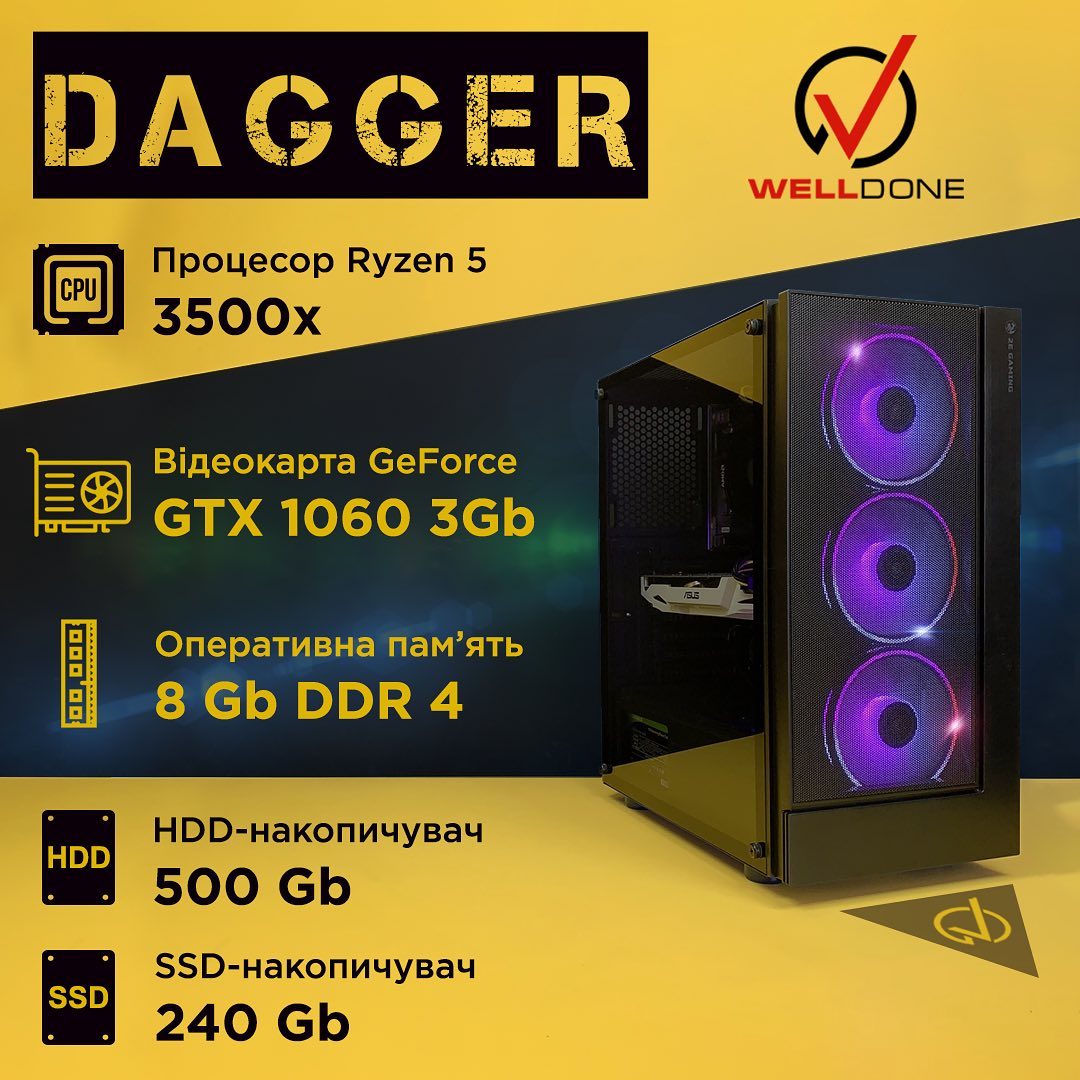 DAGGER
WELLDONE
CPU
Процесор Ryzen 5
3500x
2E GAMING
Відеокарта GeForce
GTX 1060 3Gb
ASUS
Оперативна пам’ять
8 Gb DDR 4
HDD
HDD-накопичувач
500 Gb
SSD
SSD-накопичувач
240 Gb